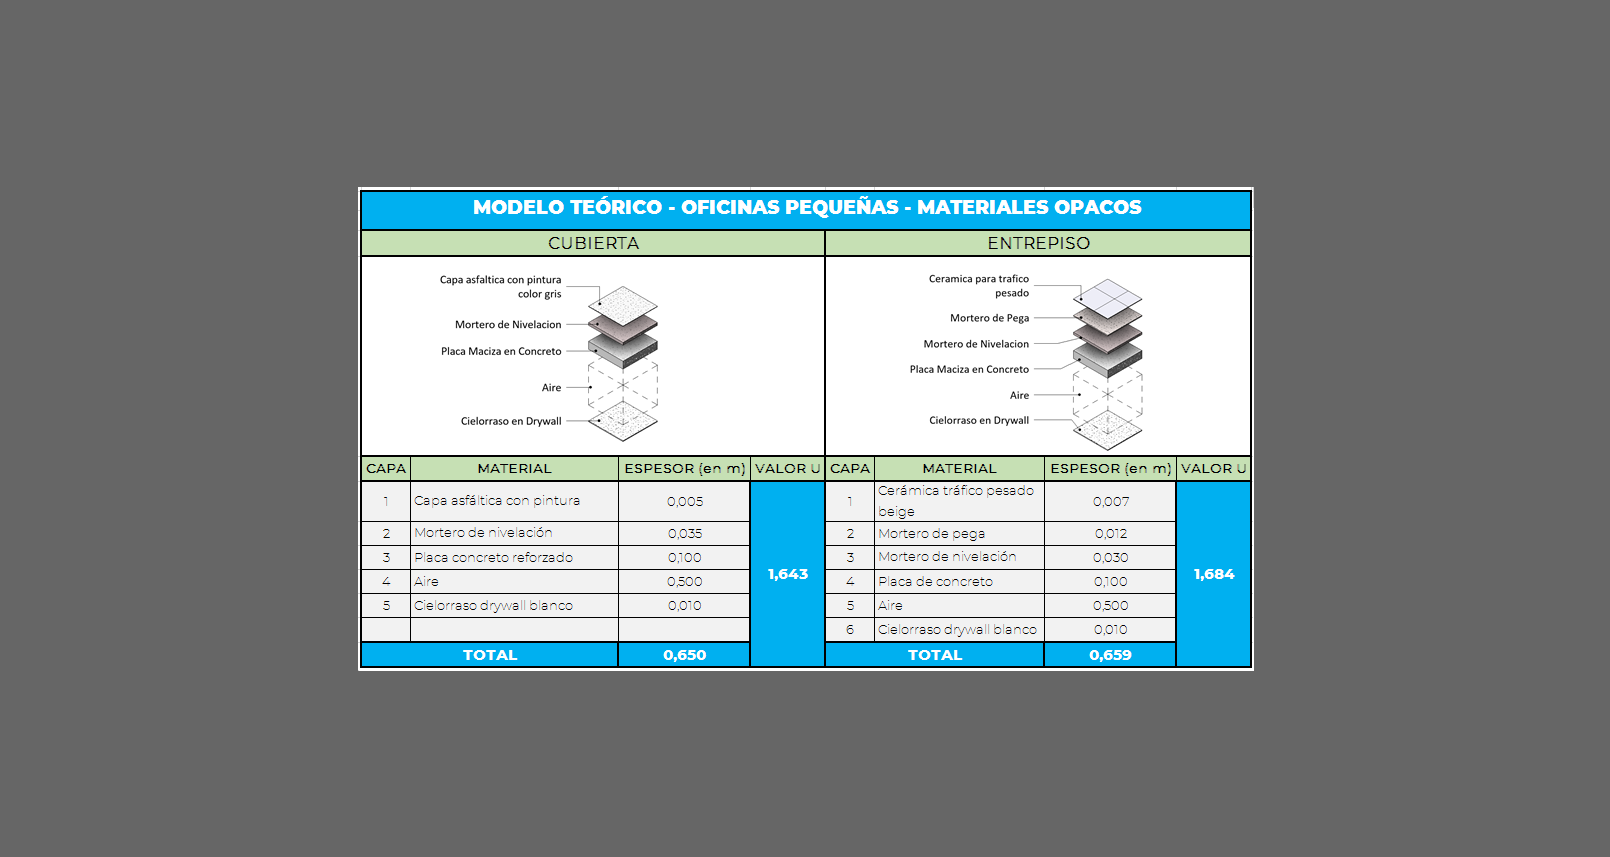 MODELO TEÓRICO - OFICINAS PEQUEÑAS - MATERIALES OPACOS
CUBIERTA
ENTREPISO
Capa asfaltica con pintura
color gris
Mortero de Nivelacion
Placa Maciza en Concreto
Aire
Cielorraso en Drywall
Ceramica para trafico
pesado
Mortero de Pega
Mortero de Nivelacion
Placa Maciza en Concreto
Aire
Cielorraso en Drywall
CAPA MATERIAL ESPESOR (en m) VALOR U CAPA MATERIAL ESPESOR (en m) VALOR U
1 Capa asfáltica con pintura 0,005
2 Mortero de nivelación 0,035
3 Placa concreto reforzado 0,100
4 Aire 0,500
5 Cielorraso drywall blanco 0,010
1,643
TOTAL 0,650
1 Cerámica tráfico pesado
beige 0,007
2 Mortero de pega 0,012
3 Mortero de nivelación 0,030
4 Placa de concreto 0,100
5 Aire 0,500
6 Cielorraso drywall blanco 0,010
1,684
TOTAL 0,659